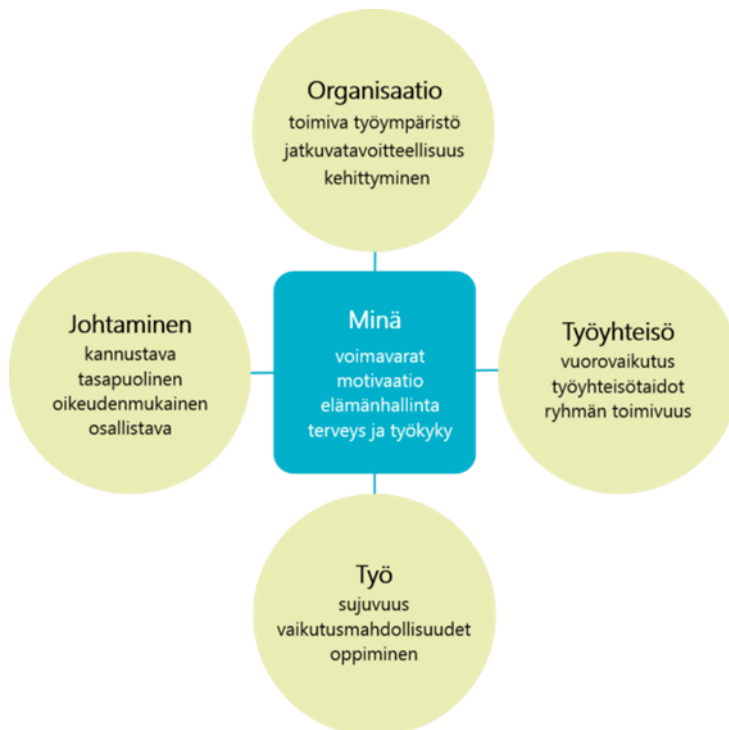 Organisaatio
toimiva työympäristö
jatkuvatavoitteellisuus
kehittyminen
Johtaminen
kannustava
tasapuolinen
oikeudenmukainen
osallistava
Minä
voimavarat
motivaatio
elämänhallinta
terveys ja työkyky
Työyhteisö
vuorovaikutus
työyhteisötaidot
ryhmän toimivuus
Työ
sujuvuus
vaikutusmahdollisuudet
oppiminen